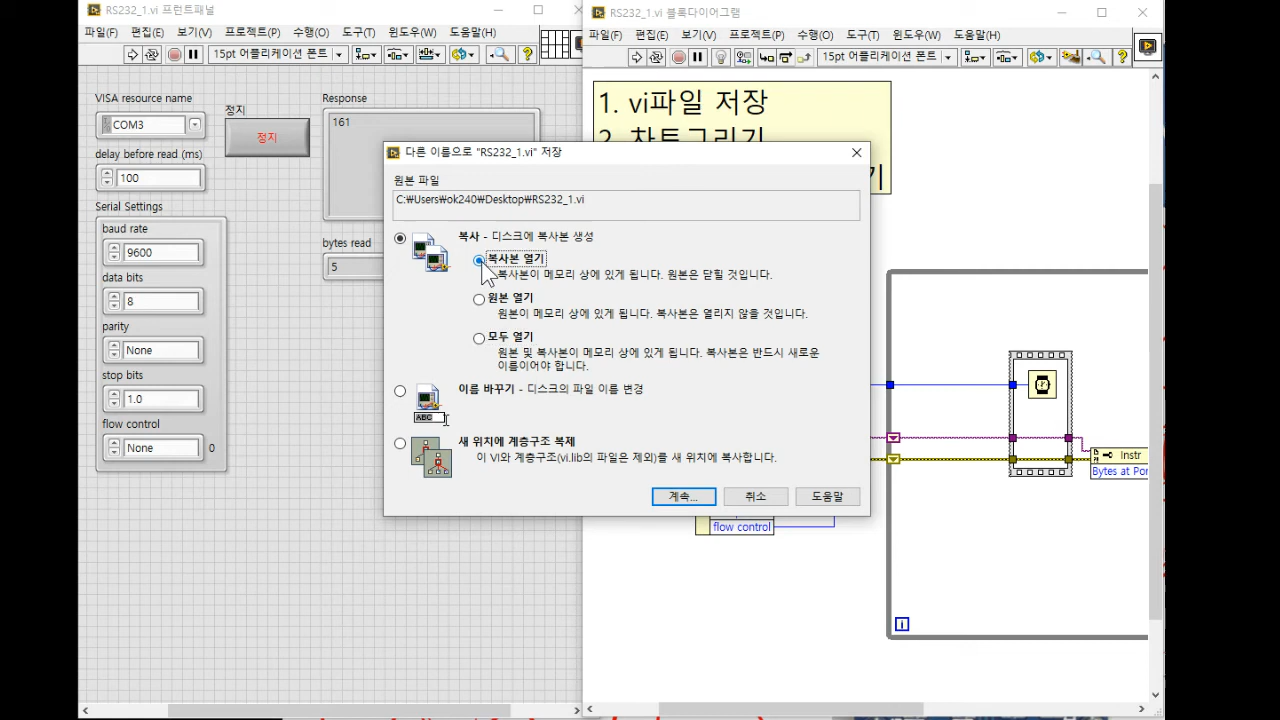 RS232_1.vi 프런트패널
파일(F) 편집(E) 보기(V) 프로젝트(P) 수행(O) 도구(T) 윈도우(W) 도움말(H)
15pt 어플리케이션 폰트
VISA resource name
COM3
delay before read (ms)
100
정지
정지
Response
161
bytes read
5
Serial Settings
baud rate
9600
data bits
8
parity
None
stop bits
1.0
flow control
None
0
RS232_1.vi 블록다이어그램
파일(F) 편집(E) 보기(V) 프로젝트(P) 수행(O) 도구(T) 윈도우(W) 도움말(H)
15pt 어플리케이션 폰트
1. vi파일 저장
2. 차트그리기
기
다른 이름으로 "RS232_1.vi" 저장
원본 파일
C:₩Users₩ok240₩Desktop₩RS232_1.vi
복사 - 디스크에 복사본 생성
복사본 열기
복사본이 메모리 상에 있게 됩니다. 원본은 닫힐 것입니다.
원본 열기
원본이 메모리 상에 있게 됩니다. 복사본은 열리지 않을 것입니다.
모두 열기
원본 및 복사본이 메모리 상에 있게 됩니다. 복사본은 반드시 새로운
이름이어야 합니다.
이름 바꾸기 - 디스크의 파일 이름 변경
ABC
새 위치에 계층구조 복제
이 VI와 계층구조(vi.lib의 파일은 제외)를 새 위치에 복사합니다.
계속... 취소 도움말
flow control
Instr
Bytes at Por
i